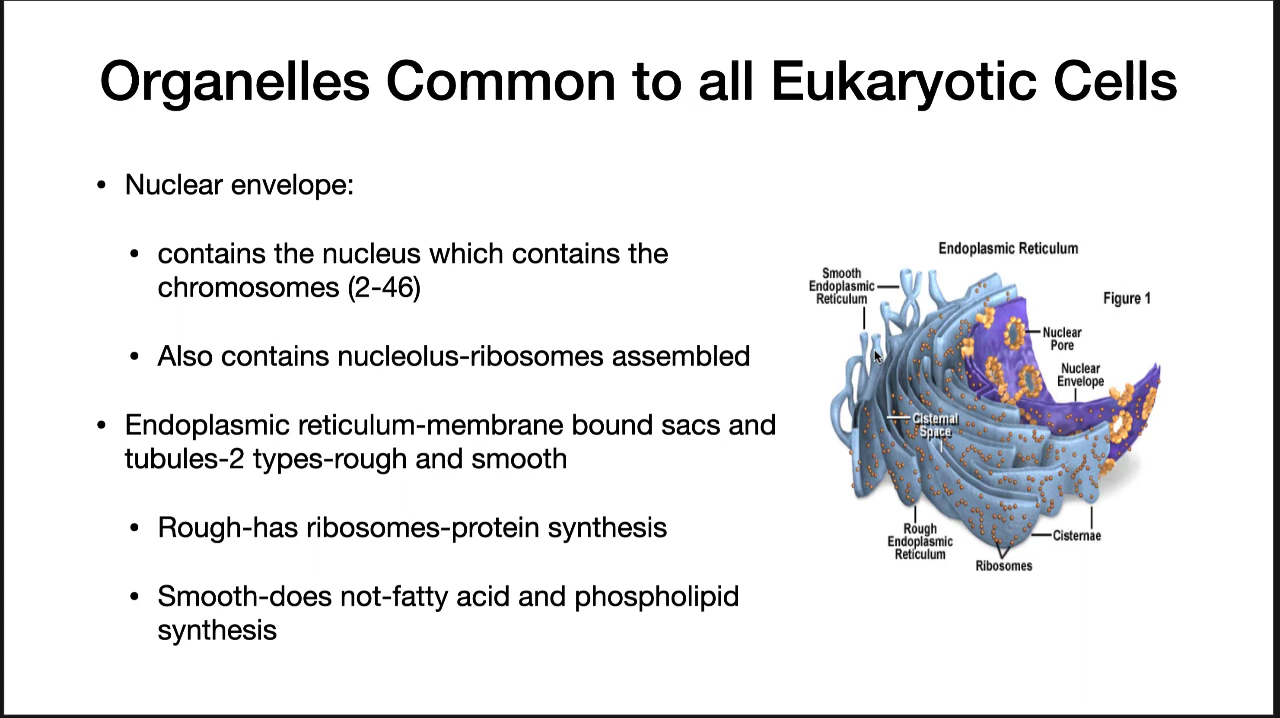 Organelles Common to all Eukaryotic Cells
• Nuclear envelope:
• contains the nucleus which contains the
chromosomes (2-46)
• Also contains nucleolus-ribosomes assembled
• Endoplasmic reticulum-membrane bound sacs and
tubules-2 types-rough and smooth
• Rough-has ribosomes-protein synthesis
• Smooth-does not-fatty acid and phospholipid
synthesis
Endoplasmic Reticulum
Smooth
Endoplasmic
Reticulum
Figure 1
Nuclear
Pore
Nuclear
Envelope
Cisternal
Space
Rough
Endoplasmic
Reticulum
Cisternae
Ribosomes